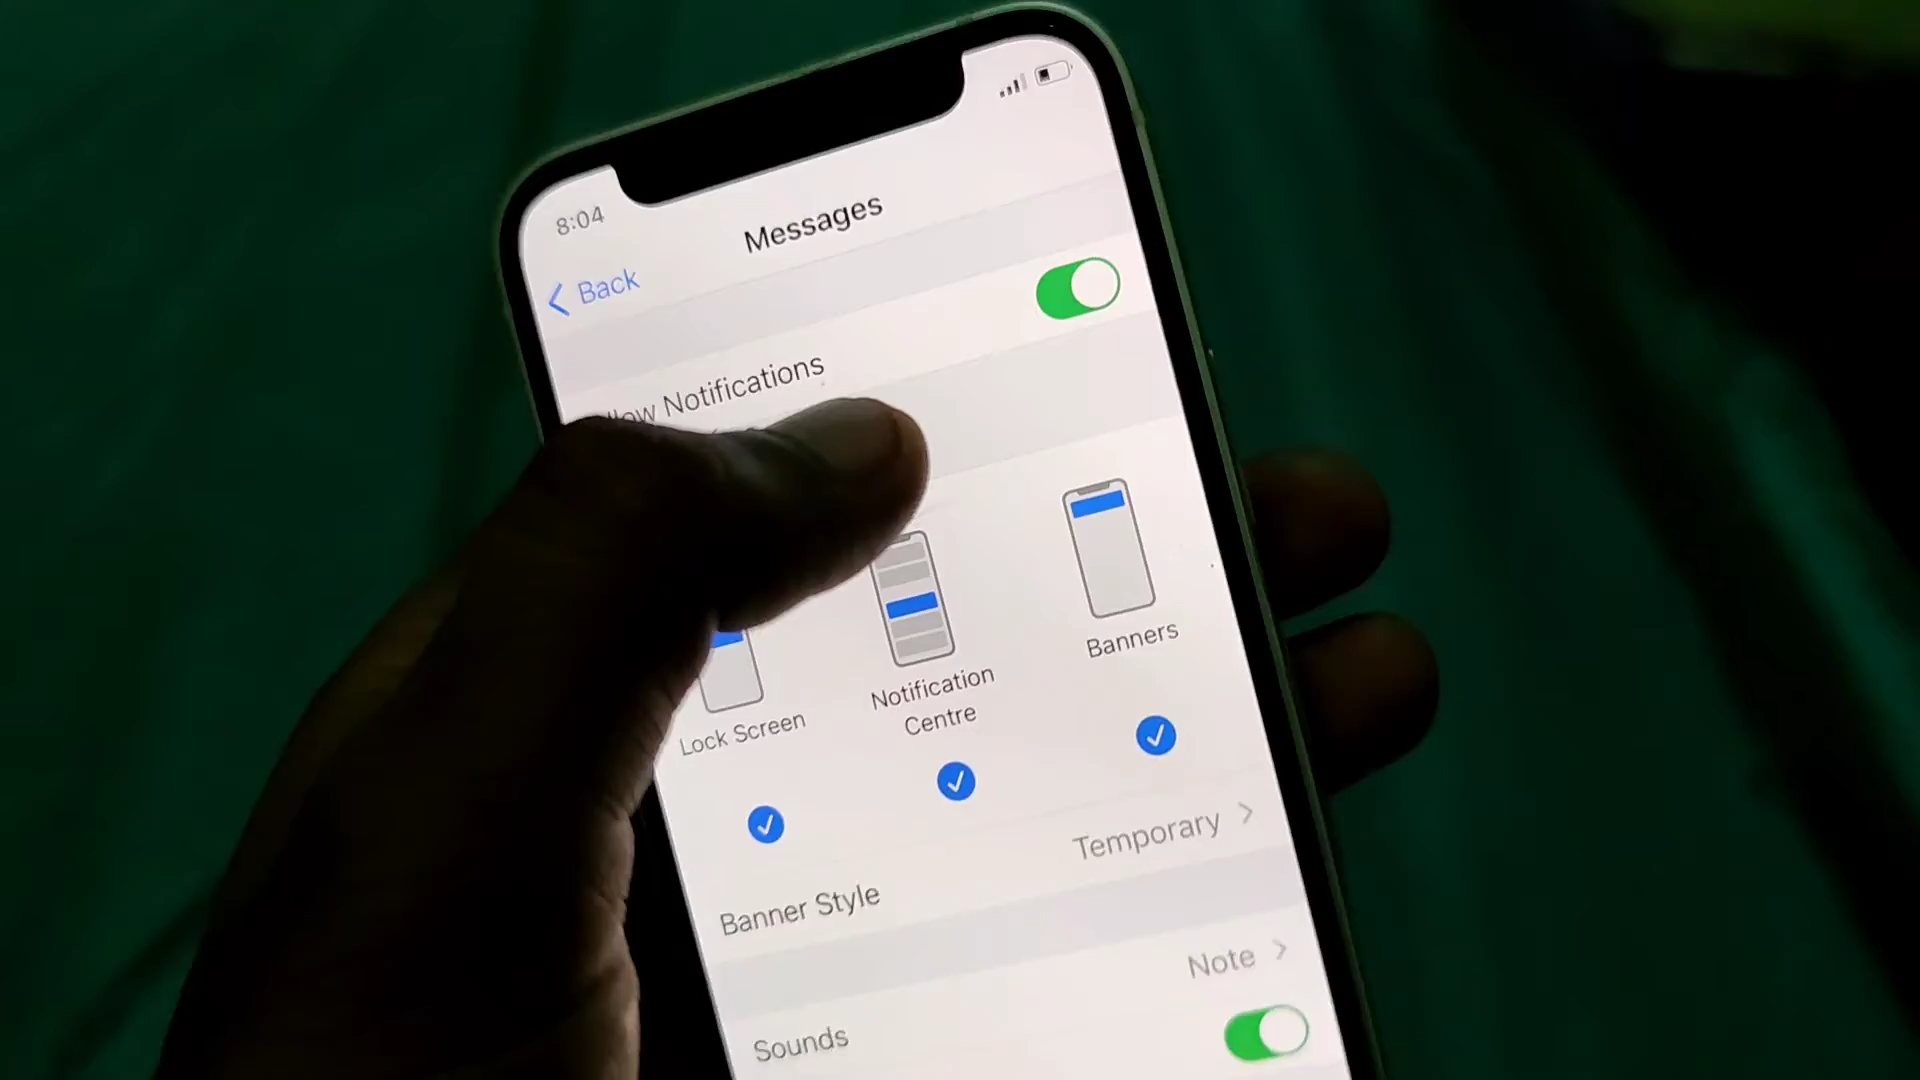 8:04
Back
Messages
Notifications
Lock Screen
Notification
Centre
Banners
Banner Style
Temporary
Sounds
Note